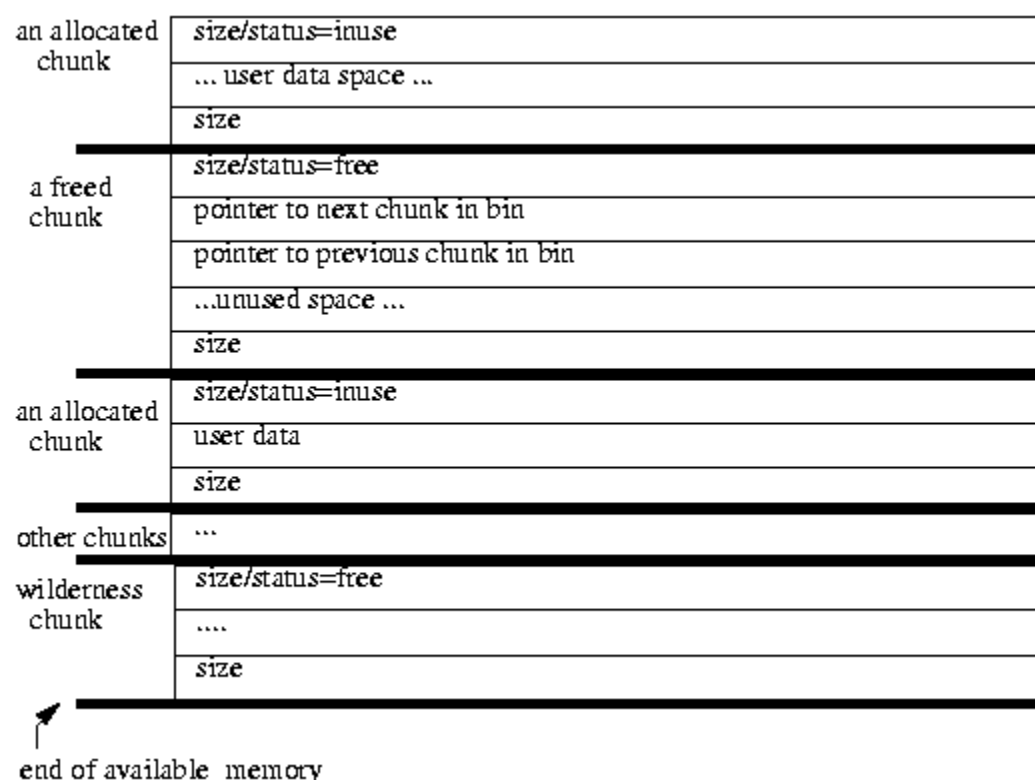 an allocated
chunk
size/status=inuse
... user data space ...
size
a freed
chunk
size/status=free
pointer to next chunk in bin
pointer to previous chunk in bin
...unused space ...
size
an allocated
chunk
size/status=inuse
user data
size
other chunks
...
wilderness
chunk
size/status=free
....
size
end of available memory